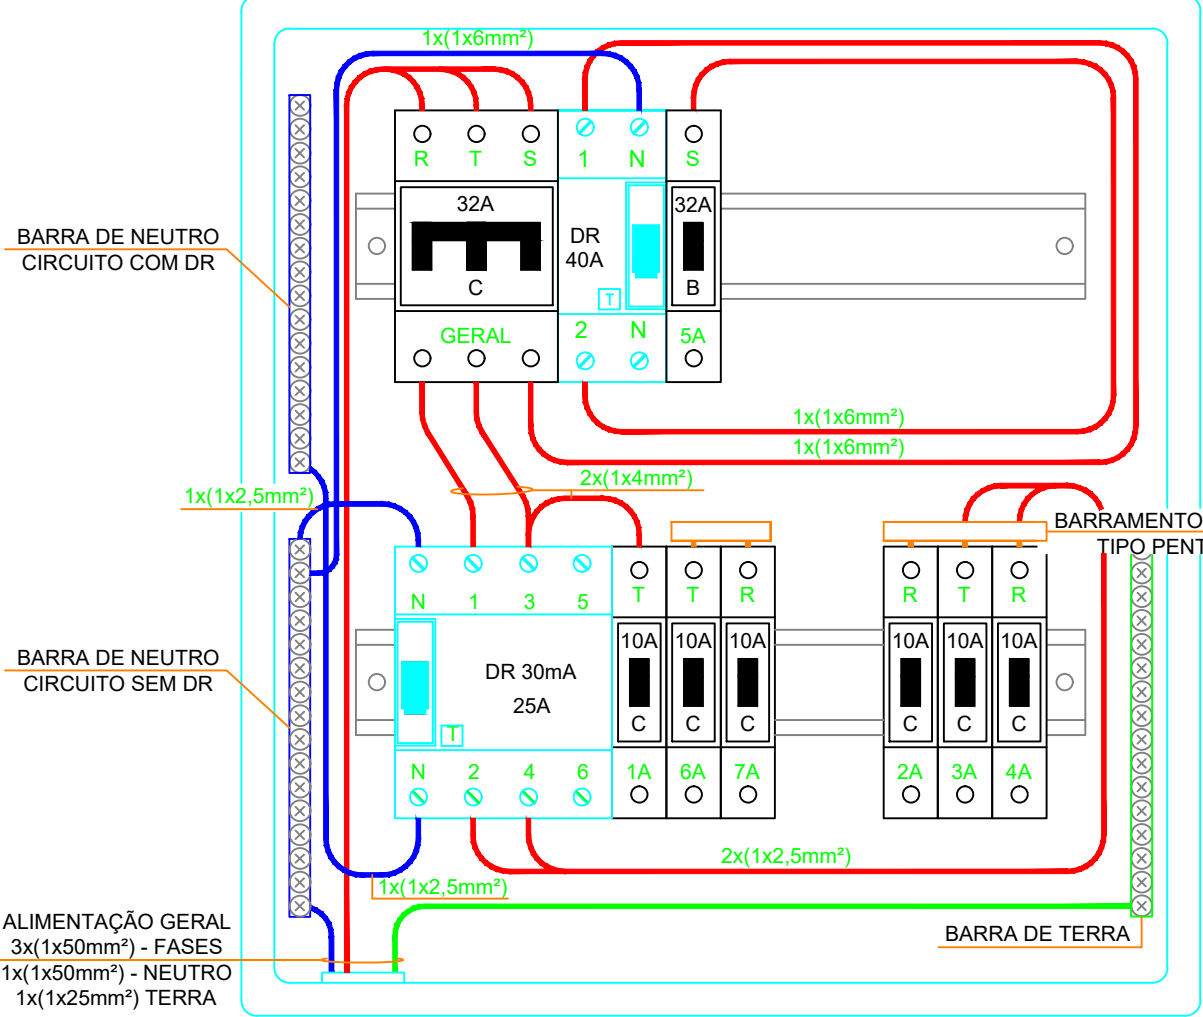 1x(1x6mm²)
R T S 1 N S
32A
C
DR
40A
T
32A
B
GERAL
2 N
5A
BARRA DE NEUTRO
CIRCUITO COM DR
1x(1x6mm²)
1x(1x6mm²)
2x(1x4mm²)
1x(1x2,5mm²)
BARRAMENTO
TIPO PENT
N 1 3 5 T T R R T R
10A 10A 10A 10A 10A 10A
DR 30mA
25A
C C C C C C
T
N 2 4 6 1A 6A 7A 2A 3A 4A
BARRA DE NEUTRO
CIRCUITO SEM DR
2x(1x2,5mm²)
1x(1x2,5mm²)
ALIMENTAÇÃO GERAL
3x(1x50mm²) - FASES
1x(1x50mm²) - NEUTRO
1x(1x25mm²) TERRA
BARRA DE TERRA